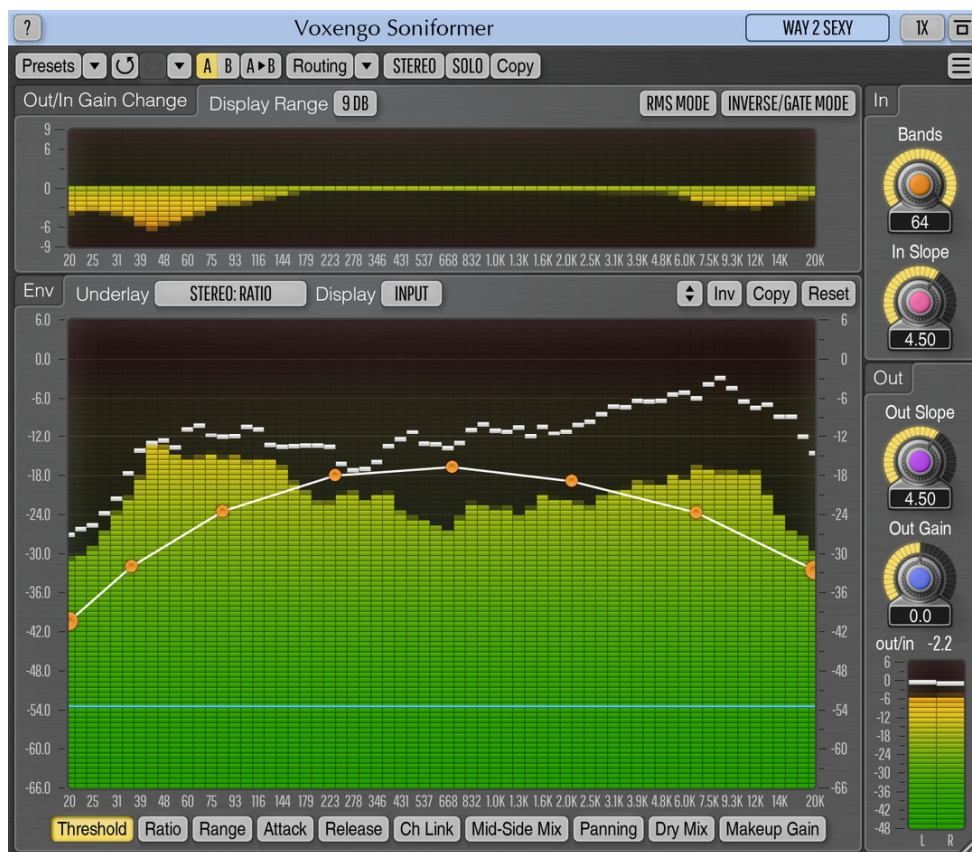 ? Voxengo Soniformer WAY 2 SEXY 1X
Presets A B A▸B Routing STEREO SOLO Copy
Out/In Gain Change Display Range 9 DB RMS MODE INVERSE/GATE MODE In
Bands
9
6
0
-6
-9
64
20 25 31 39 48 60 75 93 116 144 179 223 278 346 431 537 668 832 1.0K 1.3K 1.6K 2.0K 2.5K 3.1K 3.9K 4.8K 6.0K 7.5K 9.3K 12K 14K 20K
In Slope
4.50
Env Underlay STEREO: RATIO Display INPUT Inv Copy Reset
6.0 6
0.0 0
-6.0 -6
-12.0 -12
-18.0 -18
-24.0 -24
-30.0 -30
-36.0 -36
-42.0 -42
-48.0 -48
-54.0 -54
-60.0 -60
-66.0 -66
20 25 31 39 48 60 75 93 116 144 179 223 278 346 431 537 668 832 1.0K 1.3K 1.6K 2.0K 2.5K 3.1K 3.9K 4.8K 6.0K 7.5K 9.3K 12K 14K 20K
Threshold Ratio Range Attack Release Ch Link Mid-Side Mix Panning Dry Mix Makeup Gain
Out
Out Slope
4.50
Out Gain
0.0
out/in -2.2
6
0
-6
-12
-18
-24
-30
-36
-42
-48
L R